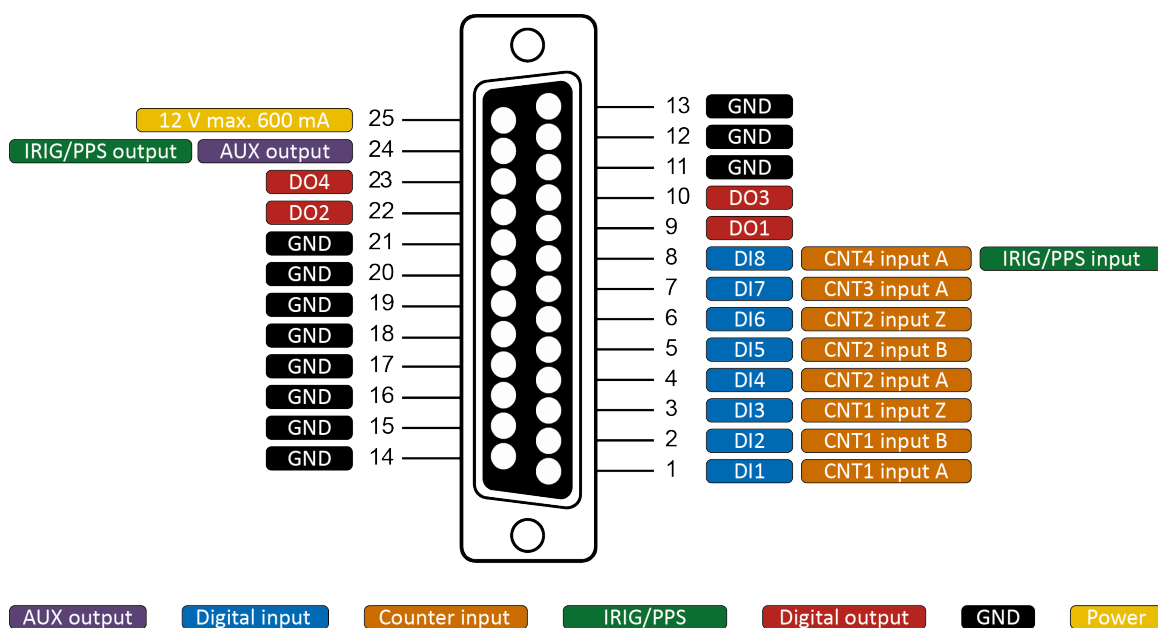 13 GND
12 V max. 600 mA 25
12 GND
IRIG/PPS output AUX output 24
11 GND
DO4 23
10 DO3
DO2 22
9 DO1
GND 21
8 DI8 CNT4 input A IRIG/PPS input
GND 20
7 DI7 CNT3 input A
GND 19
6 DI6 CNT2 input Z
GND 18
5 DI5 CNT2 input B
GND 17
4 DI4 CNT2 input A
GND 16
3 DI3 CNT1 input Z
GND 15
2 DI2 CNT1 input B
GND 14
1 DI1 CNT1 input A
AUX output Digital input Counter input IRIG/PPS Digital output GND Power